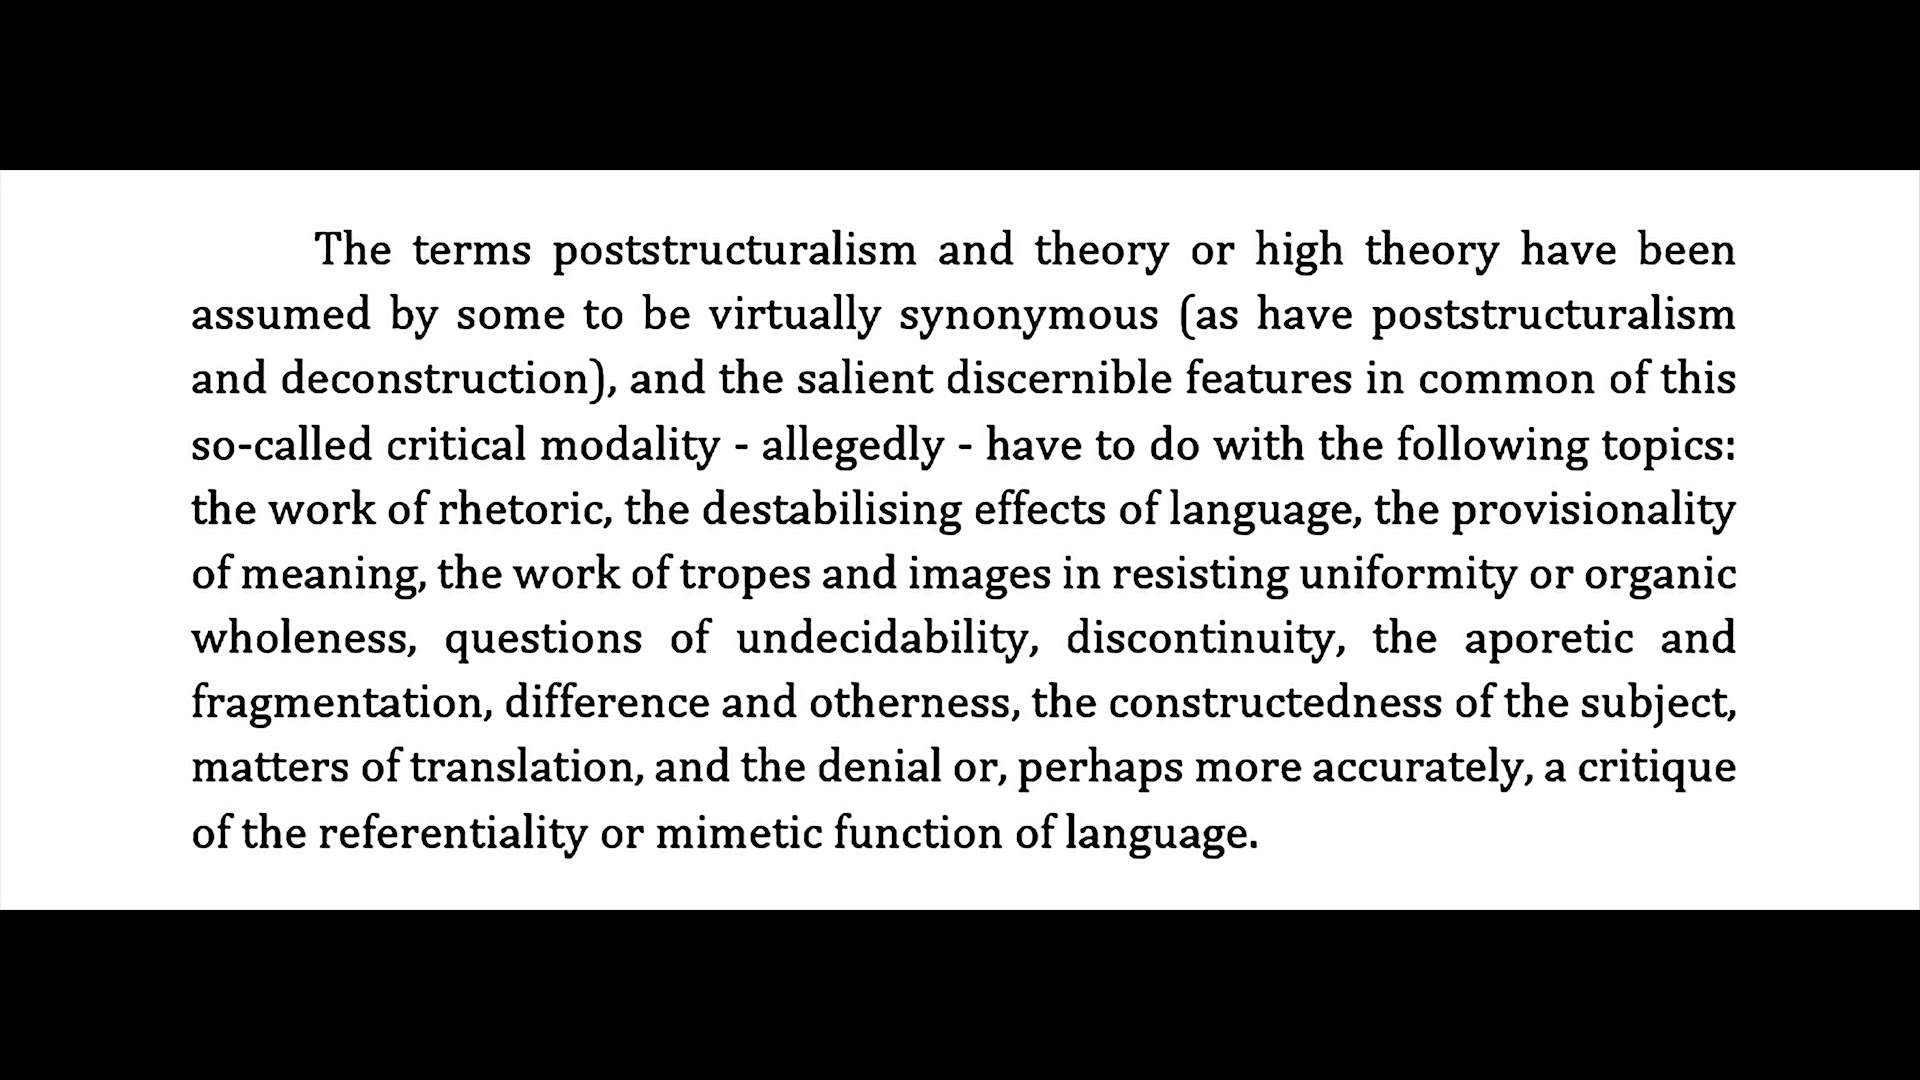 The terms poststructuralism and theory or high theory have been
assumed by some to be virtually synonymous (as have poststructuralism
and deconstruction), and the salient discernible features in common of this
so-called critical modality - allegedly - have to do with the following topics:
the work of rhetoric, the destabilising effects of language, the provisionality
of meaning, the work of tropes and images in resisting uniformity or organic
wholeness, questions of undecidability, discontinuity, the aporetic and
fragmentation, difference and otherness, the constructedness of the subject,
matters of translation, and the denial or, perhaps more accurately, a critique
of the referentiality or mimetic function of language.